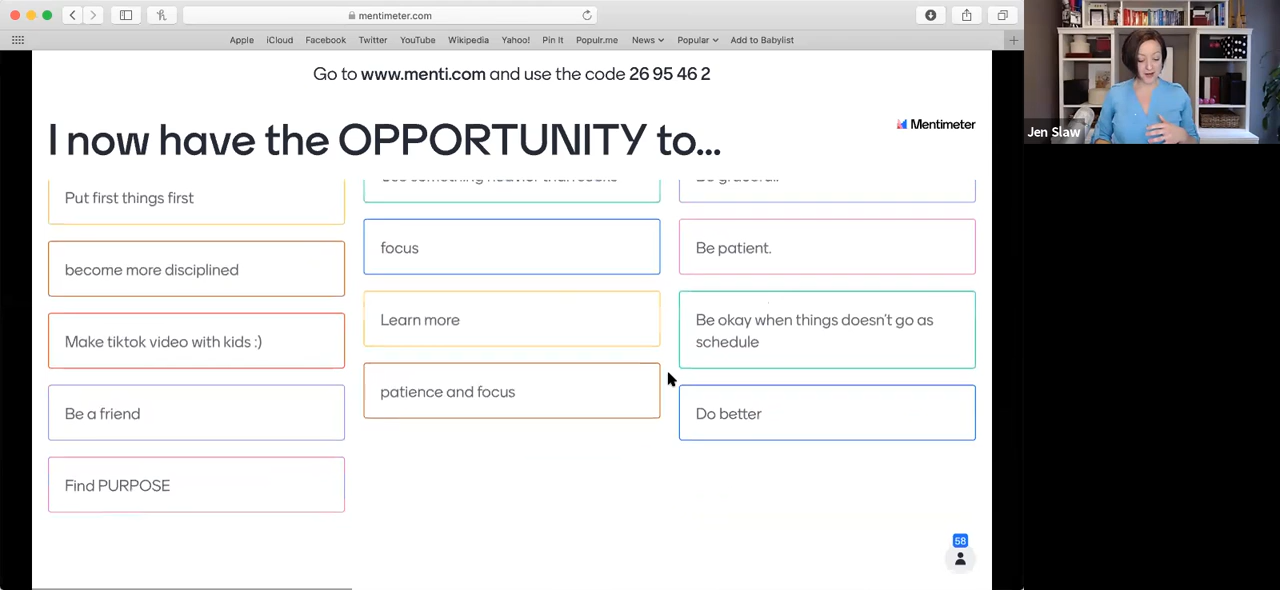 mentimeter.com
Apple iCloud Facebook Twitter YouTube Wikipedia Yahoo! Pin It Populr.me News Popular Add to Babylist
Go to www.menti.com and use the code 26 95 46 2
I now have the OPPORTUNITY to...
Mentimeter
Jen Slaw
Put first things first
become more disciplined
Make tiktok video with kids :)
Be a friend
Find PURPOSE
focus
Learn more
patience and focus
Be patient.
Be okay when things doesn't go as
schedule
Do better
58